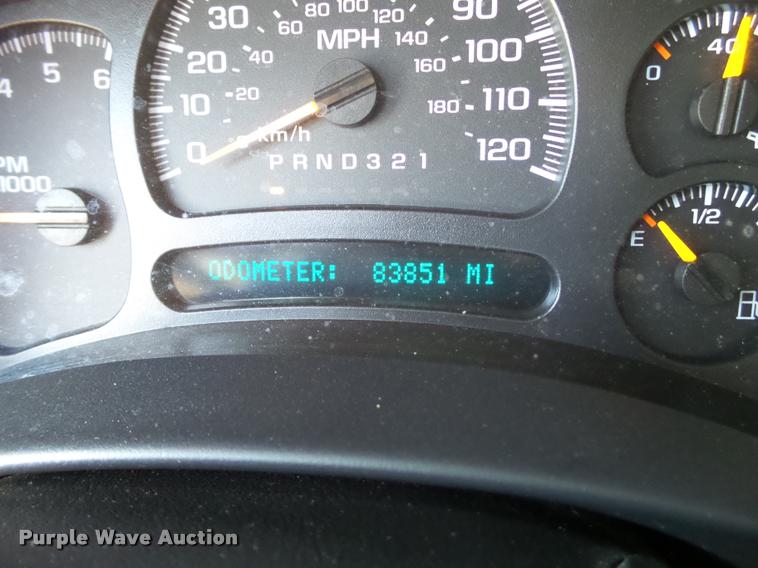 4 5 6
PM
1000
0 10 20 30 90 100 110 120
20 40 60 80 100 120 140 160 180
MPH
km/h
PRND321
ODOMETER: 83851 MI
0 40
E 1/2
Purple Wave Auction